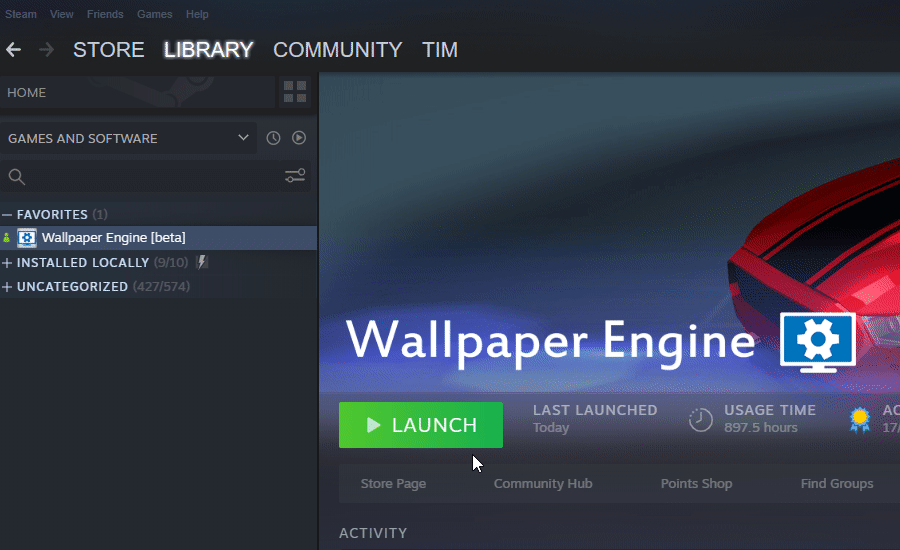 Steam View Friends Games Help
STORE LIBRARY COMMUNITY TIM
HOME
GAMES AND SOFTWARE
FAVORITES (1)
Wallpaper Engine [beta]
INSTALLED LOCALLY (9/10)
UNCATEGORIZED (427/574)
Wallpaper Engine
LAUNCH
LAST LAUNCHED
Today
USAGE TIME
897.5 hours
AC
17/
Store Page Community Hub Points Shop Find Groups
ACTIVITY